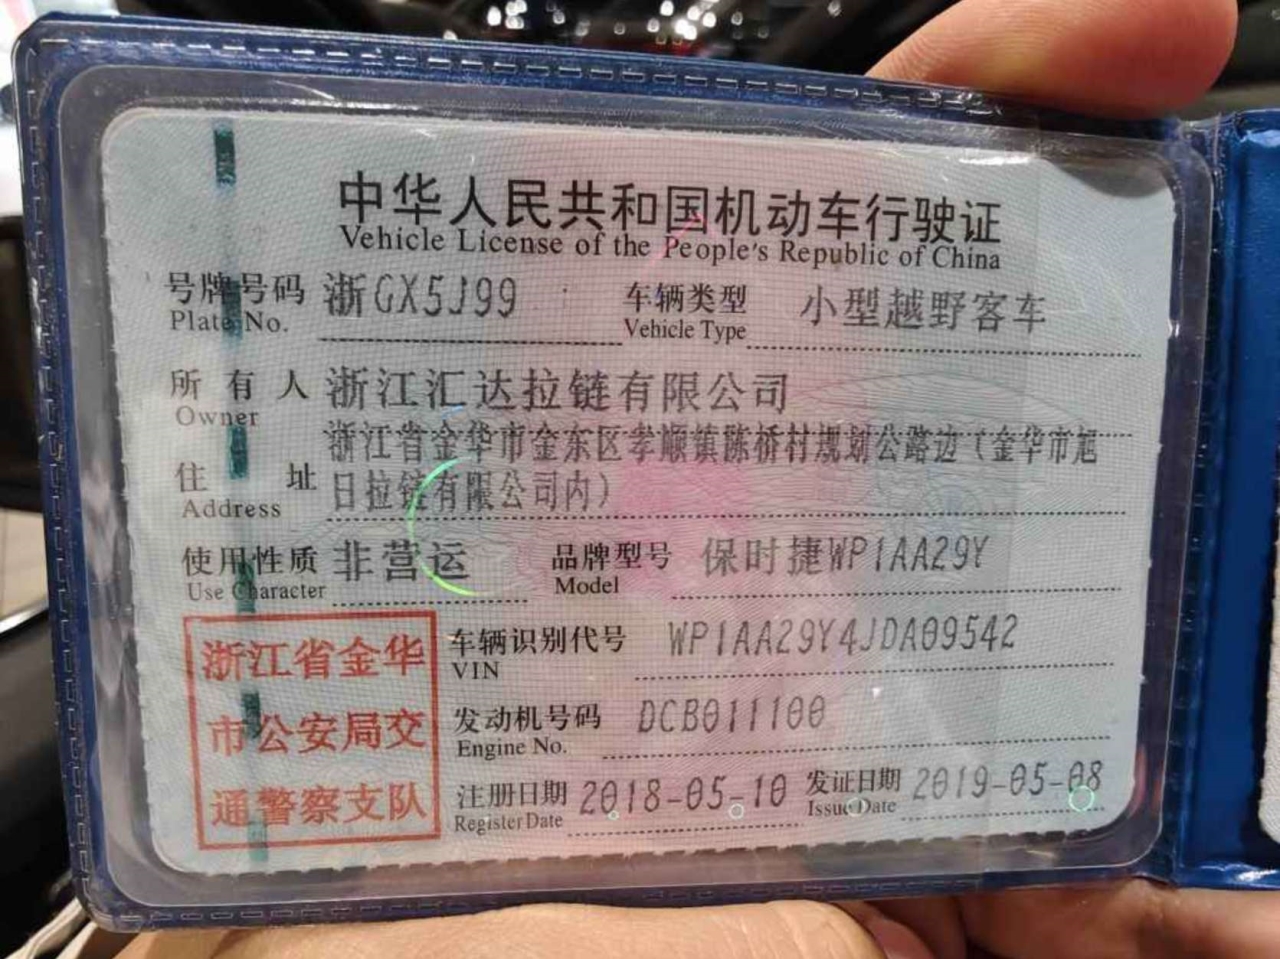 中华人民共和国机动车行驶证
Vehicle License of the People's Republic of China
号牌号码 浙GX5J99 车辆类型 小型越野客车
Plate No. Vehicle Type
所有人 浙江汇达拉链有限公司
Owner
浙江省金华市金东区孝顺镇陈桥村规划公路边(金华市旭
住址 日拉链有限公司内)
Address
使用性质 非营运 品牌型号 保时捷WP1AA29Y
Use Character Model
浙江省金华
市公安局交
通警察支队
车辆识别代号 WP1AA29Y4JDA09542
VIN
发动机号码 DCB011100
Engine No.
注册日期 2018-05-10 发证日期 2019-05-08
Register Date Issue Date